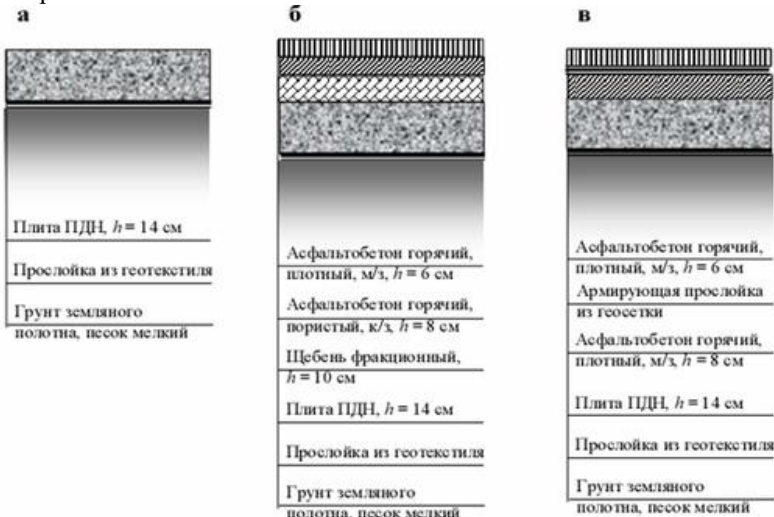 а
Плита ПДН, h = 14 см
Прослойка из геотекстиля
Грунт земляного
полотна, песок мелкий
б
Асфальтобетон горячий,
плотный, м/з, h = 6 см
Асфальтобетон горячий,
пористый, к/з, h = 8 см
Щебень фракционный,
h = 10 см
Плита ПДН, h = 14 см
Прослойка из геотекстиля
Грунт земляного
полотна, песок мелкий
в
Асфальтобетон горячий,
плотный, м/з, h = 6 см
Армирующая прослойка
из геосетки
Асфальтобетон горячий,
плотный, м/з, h = 8 см
Плита ПДН, h = 14 см
Прослойка из геотекстиля
Грунт земляного
полотна, песок мелкий